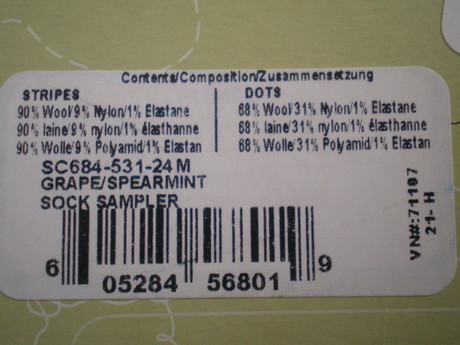 Contents/Composition/Zusammensetzung
STRIPES
90% Wool/9% Nylon/1% Elastane
90% laine/9% nylon/1% élasthanne
90% Wolle/9% Polyamid/1% Elastan
DOTS
68% Wool/31% Nylon/1% Elastane
68% laine/31% nylon/1% élasthanne
68% Wolle/31% Polyamid/1% Elastan
SC684-531-24 M
GRAPE/SPEARMINT
SOCK SAMPLER
6 05284 56801 9
VN#:71107
21- H